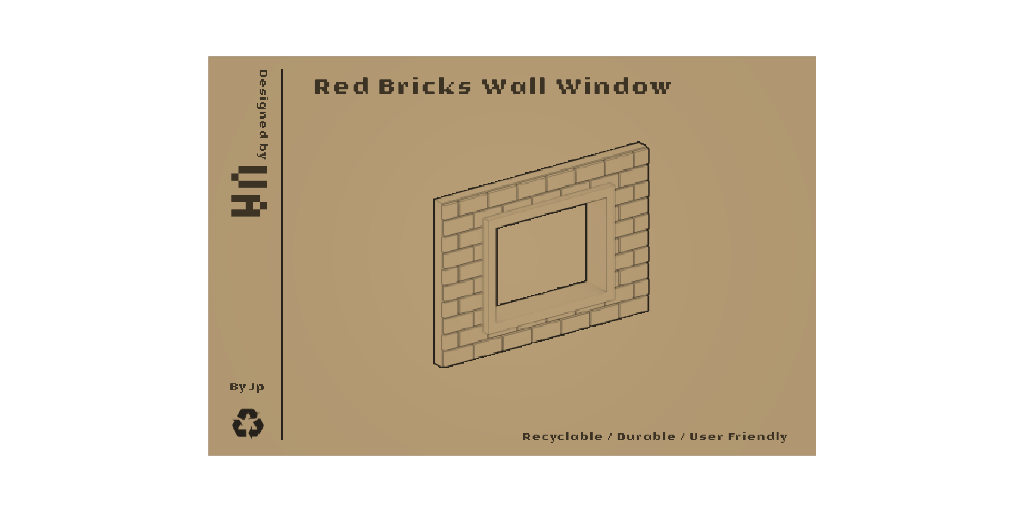 Red Bricks Wall Window
Designed by
By Jp
Recyclable / Durable / User Friendly